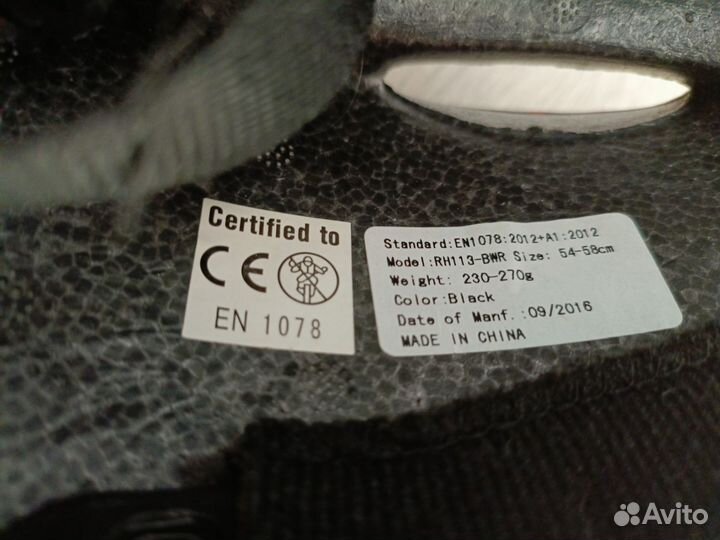 Certified to
CE
EN 1078
Standard:EN1078:2012+A1:2012
Model:RH113-BWR Size: 54-58cm
Weight: 230-270g
Color:Black
Date of Manf.:09/2016
MADE IN CHINA
Avito